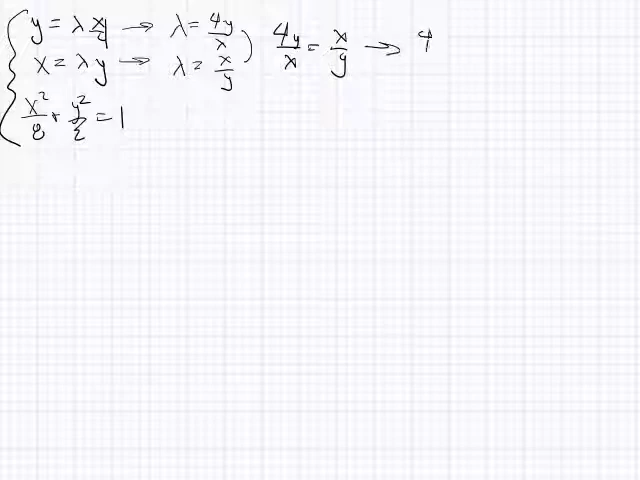 y = λ x/4 → λ = 4y/x ) 4y/x = x/y → 4
x = λ y → λ = x/y
x²/8 + y²/2 = 1